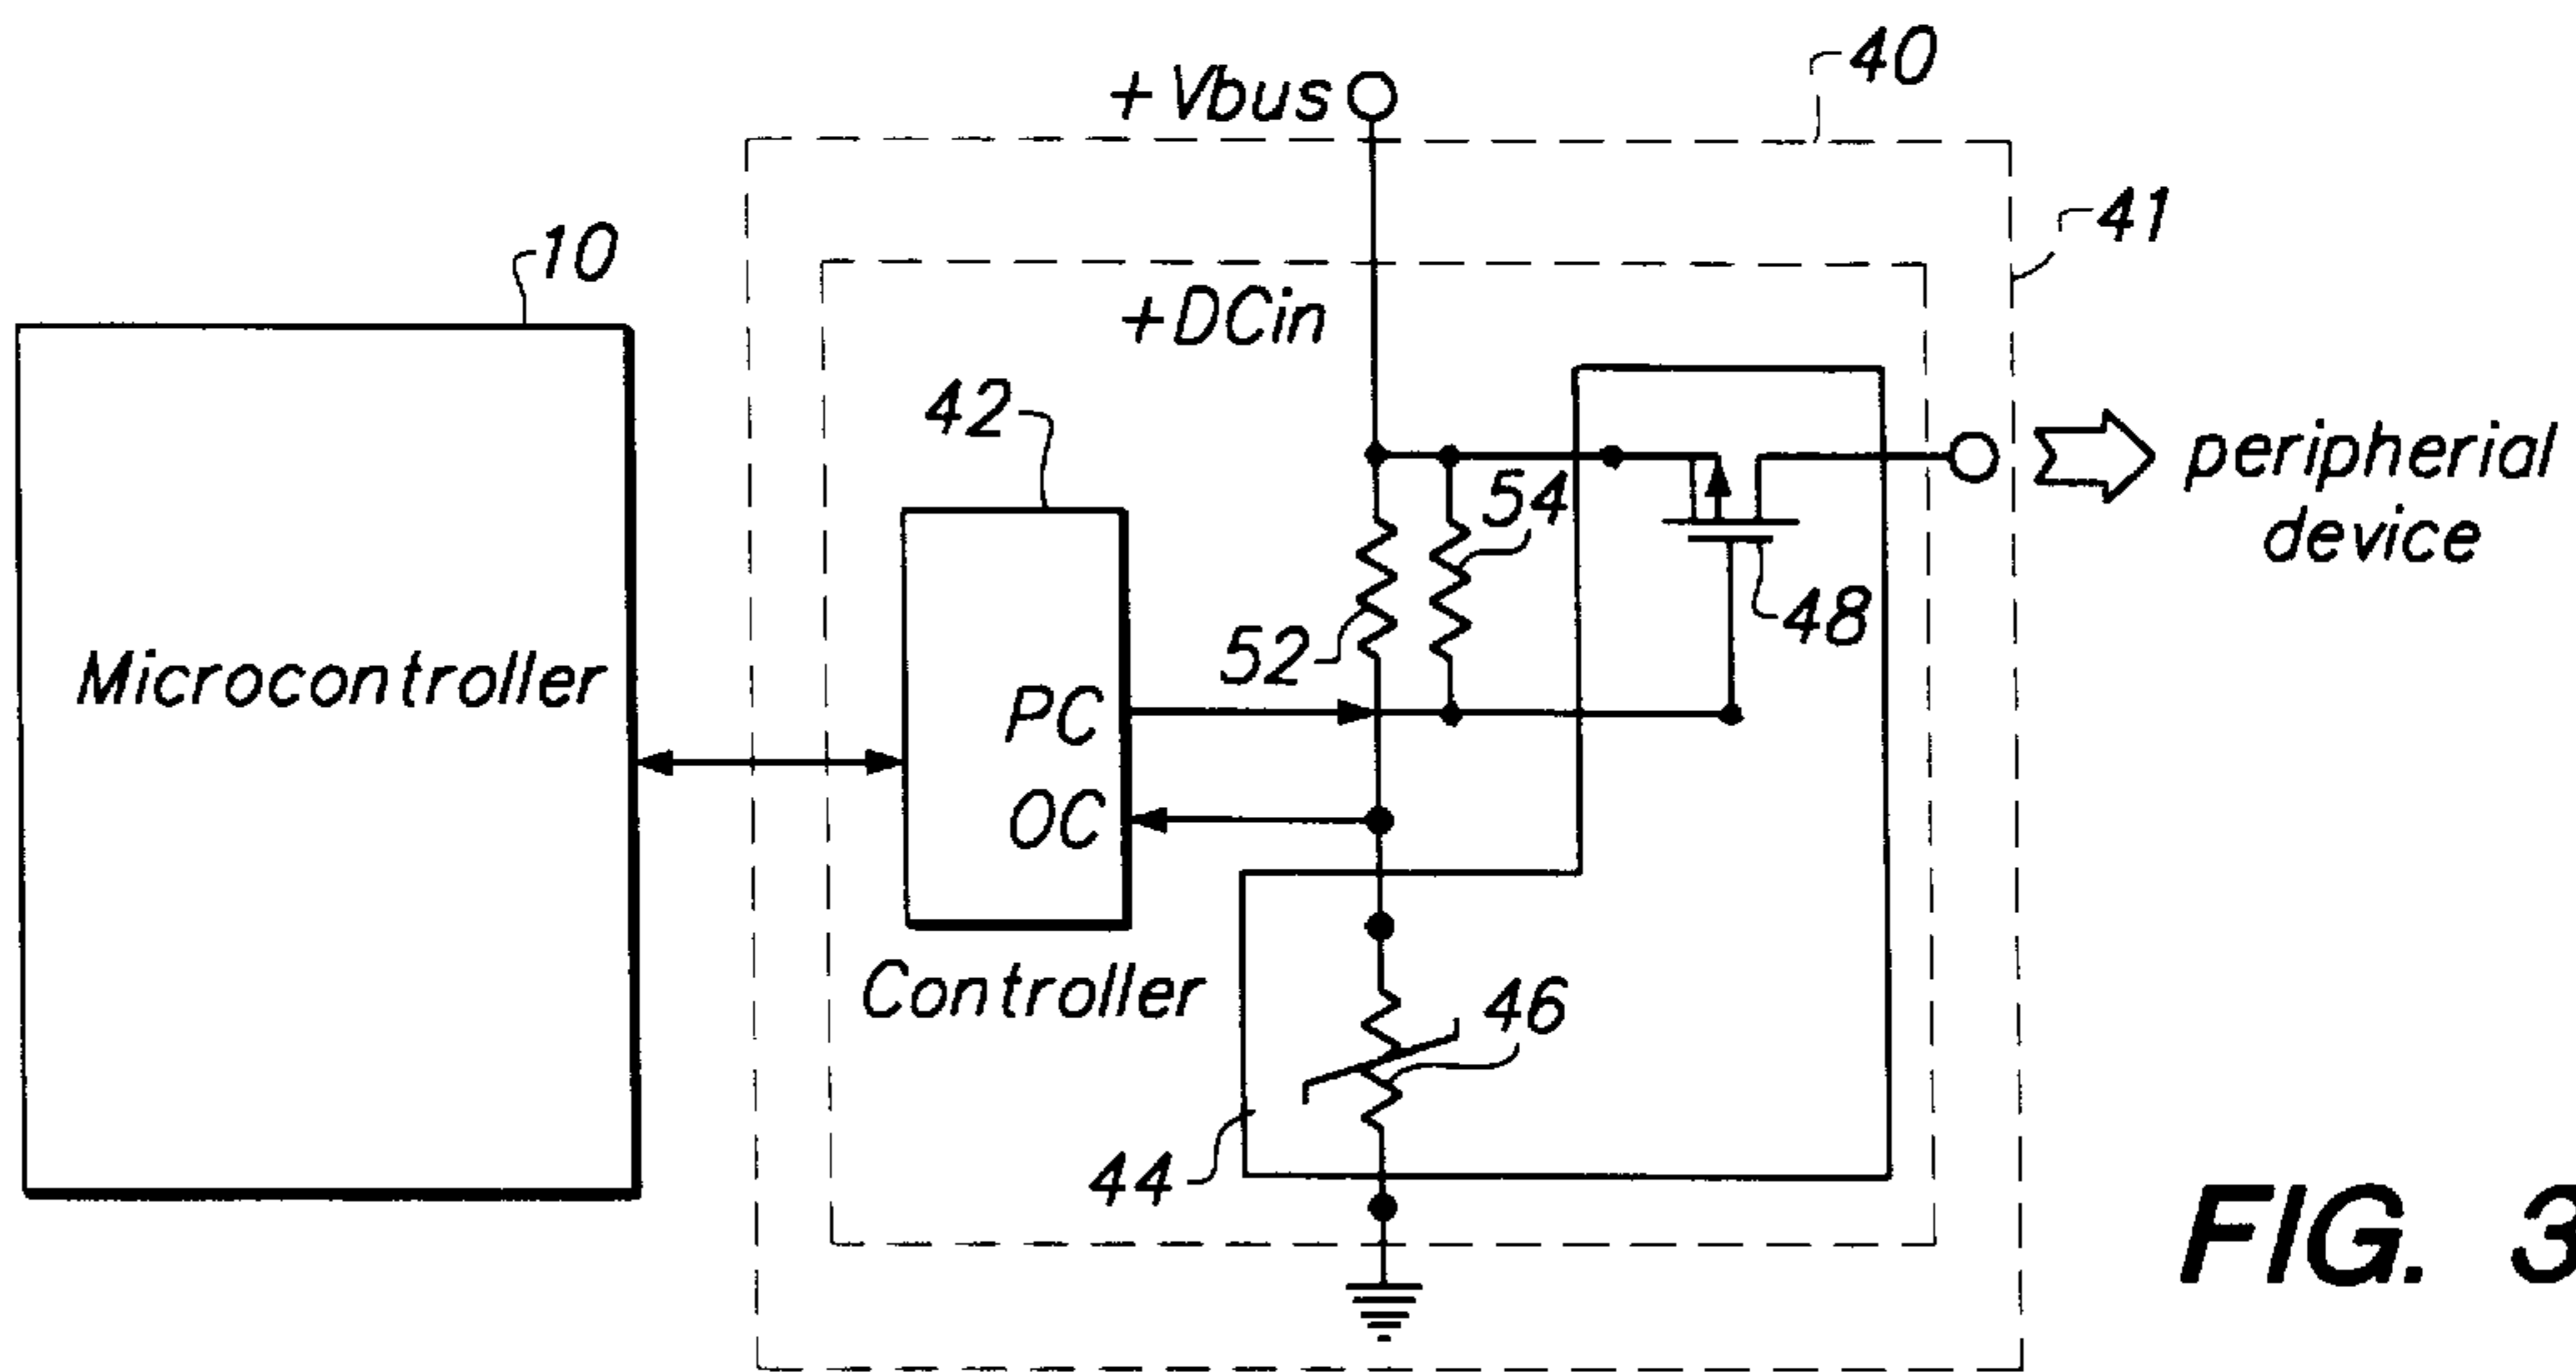 40
+Vbus
41
10
+DCin
42
54
peripherial
device
48
52
Microcontroller
PC
OC
Controller
46
44
FIG. 3